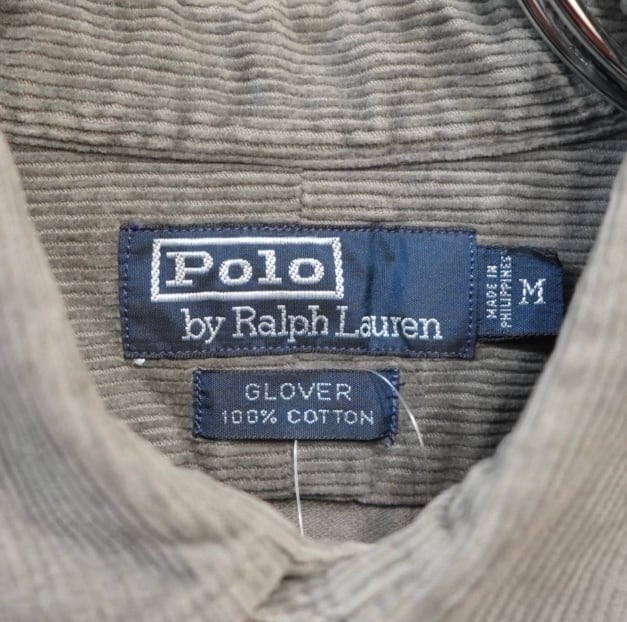 Polo
by Ralph Lauren
MADE IN
PHILIPPINES
M
GLOVER
100% COTTON